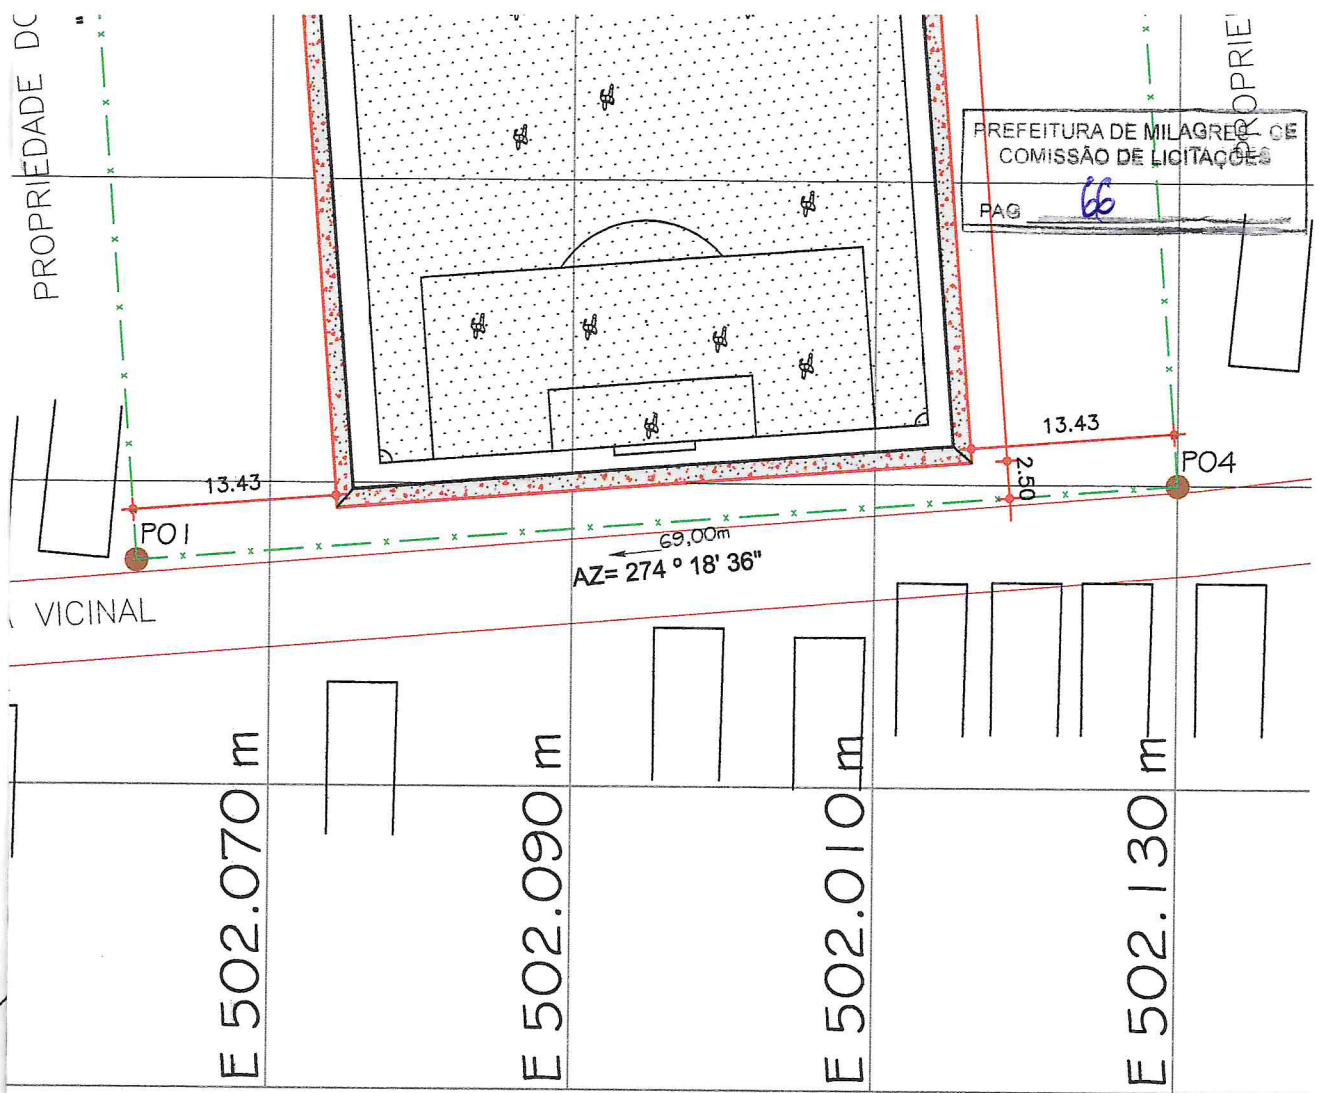 PROPRIEDADE DO
"
PREFEITURA DE MILAGRES - CE
COMISSÃO DE LICITAÇÕES
PAG 66
13.43
13.43
2.50
PO4
PO1
69,00m
AZ= 274 º 18' 36"
VICINAL
E 502.070 m
E 502.090 m
E 502.010 m
E 502.130 m